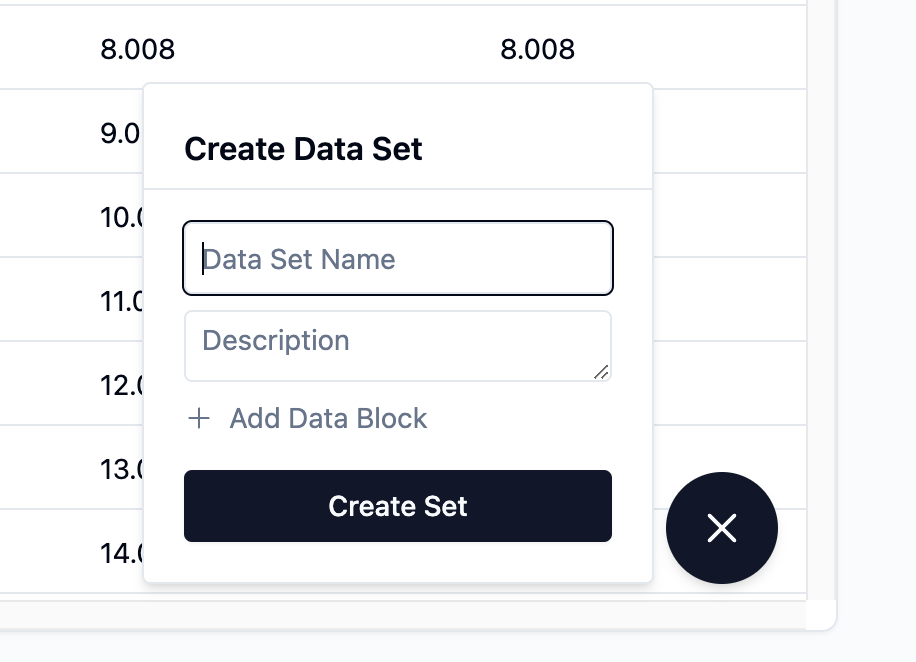 8.008 8.008
9.0
Create Data Set
10.0
Data Set Name
11.0
Description
12.0
Add Data Block
13.0
Create Set
14.0